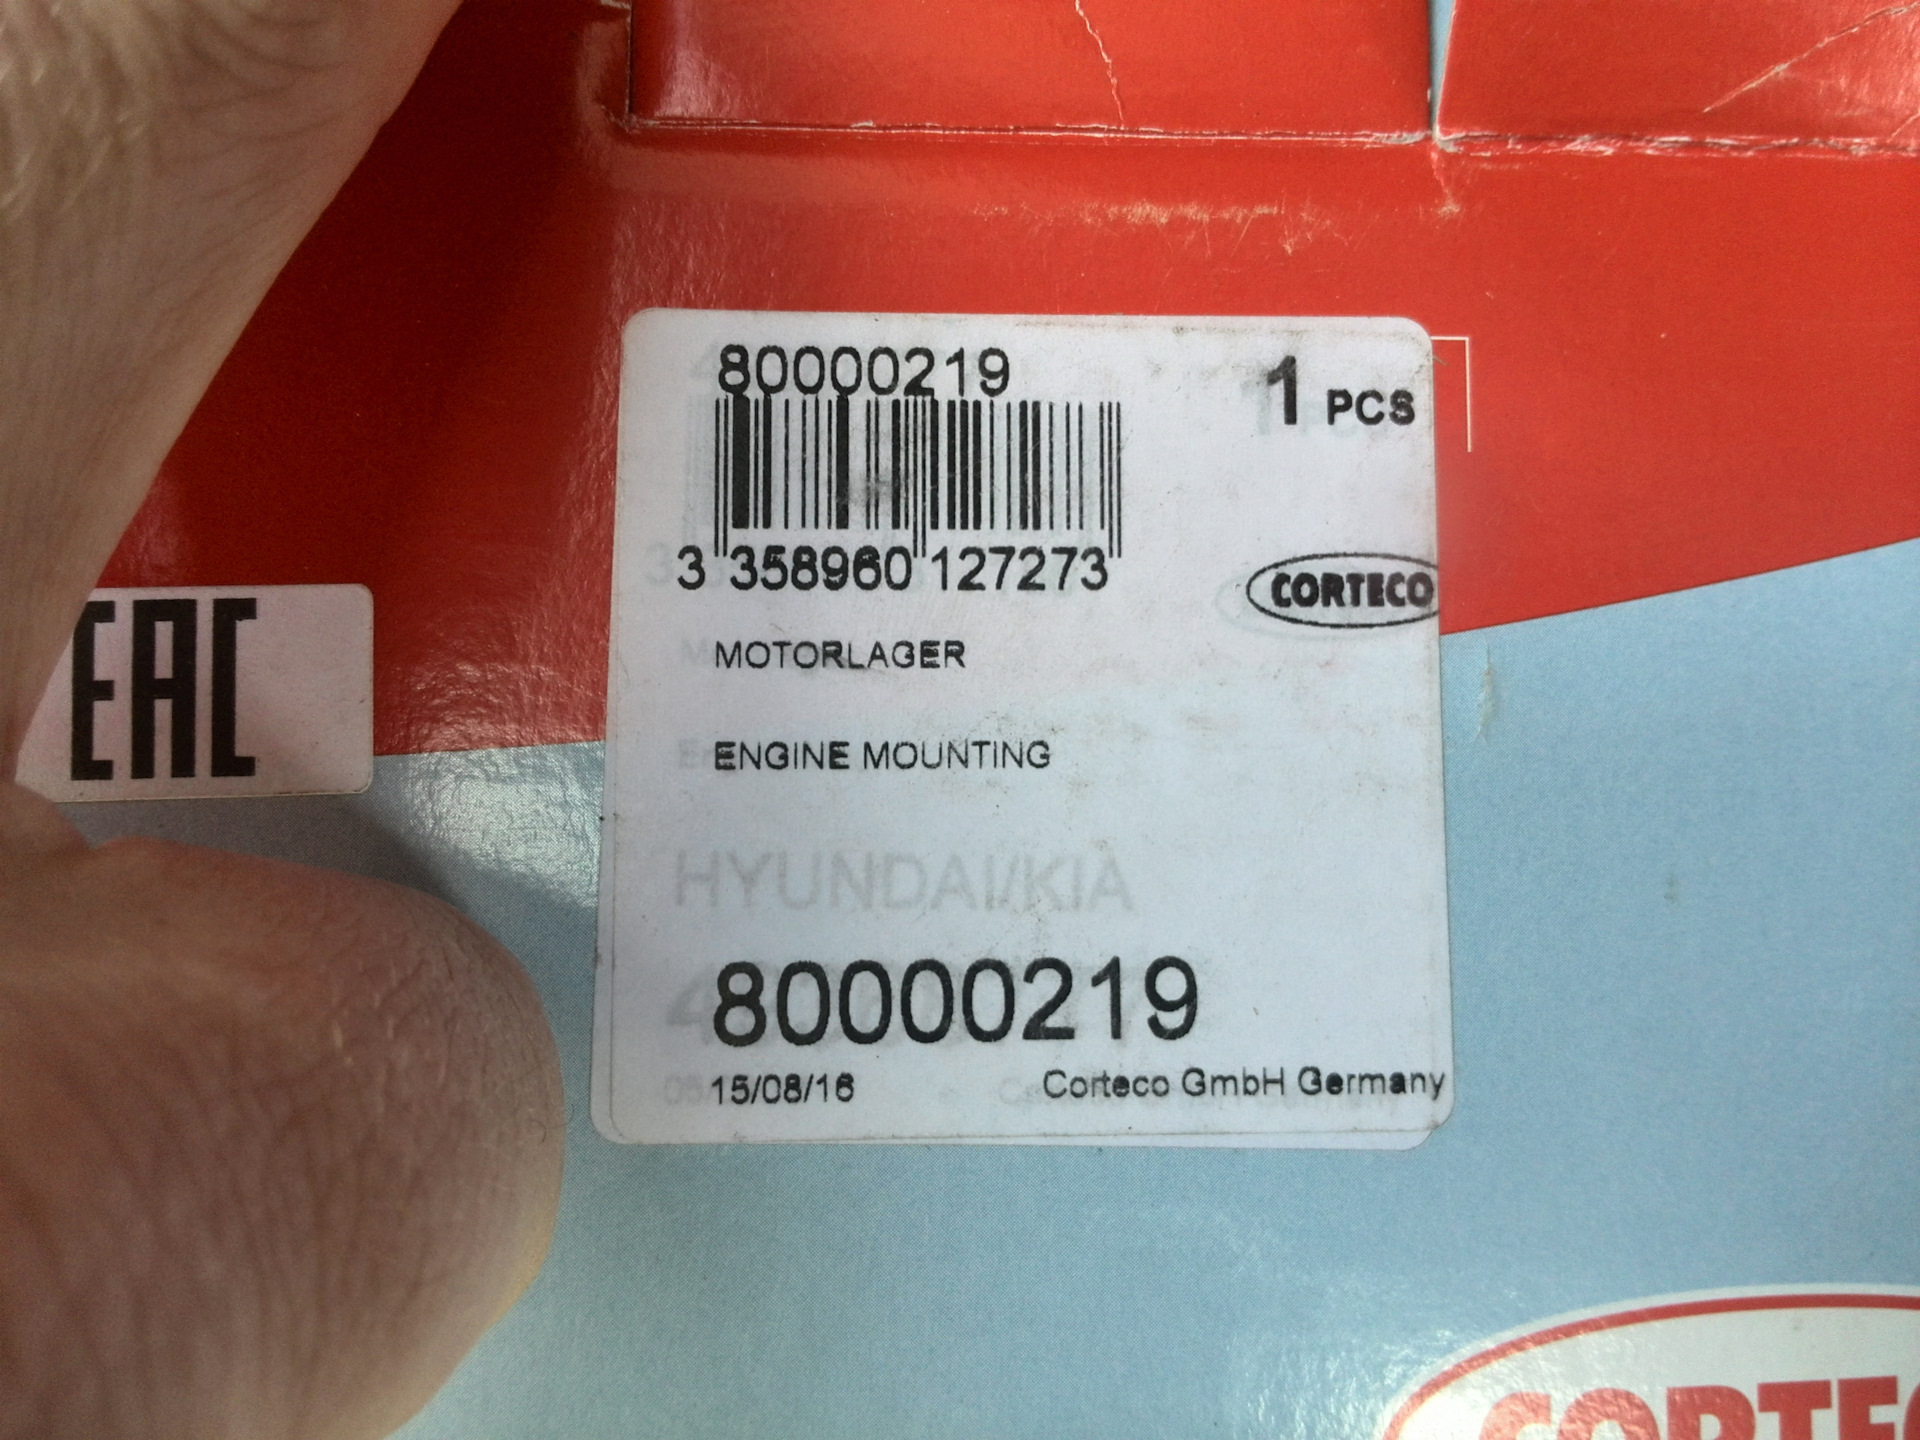 80000219
1 PCS
3 358960 127273
CORTECO
EAC
MOTORLAGER
ENGINE MOUNTING
HYUNDAI/KIA
80000219
15/08/16
Corteco GmbH Germany
CORTEC